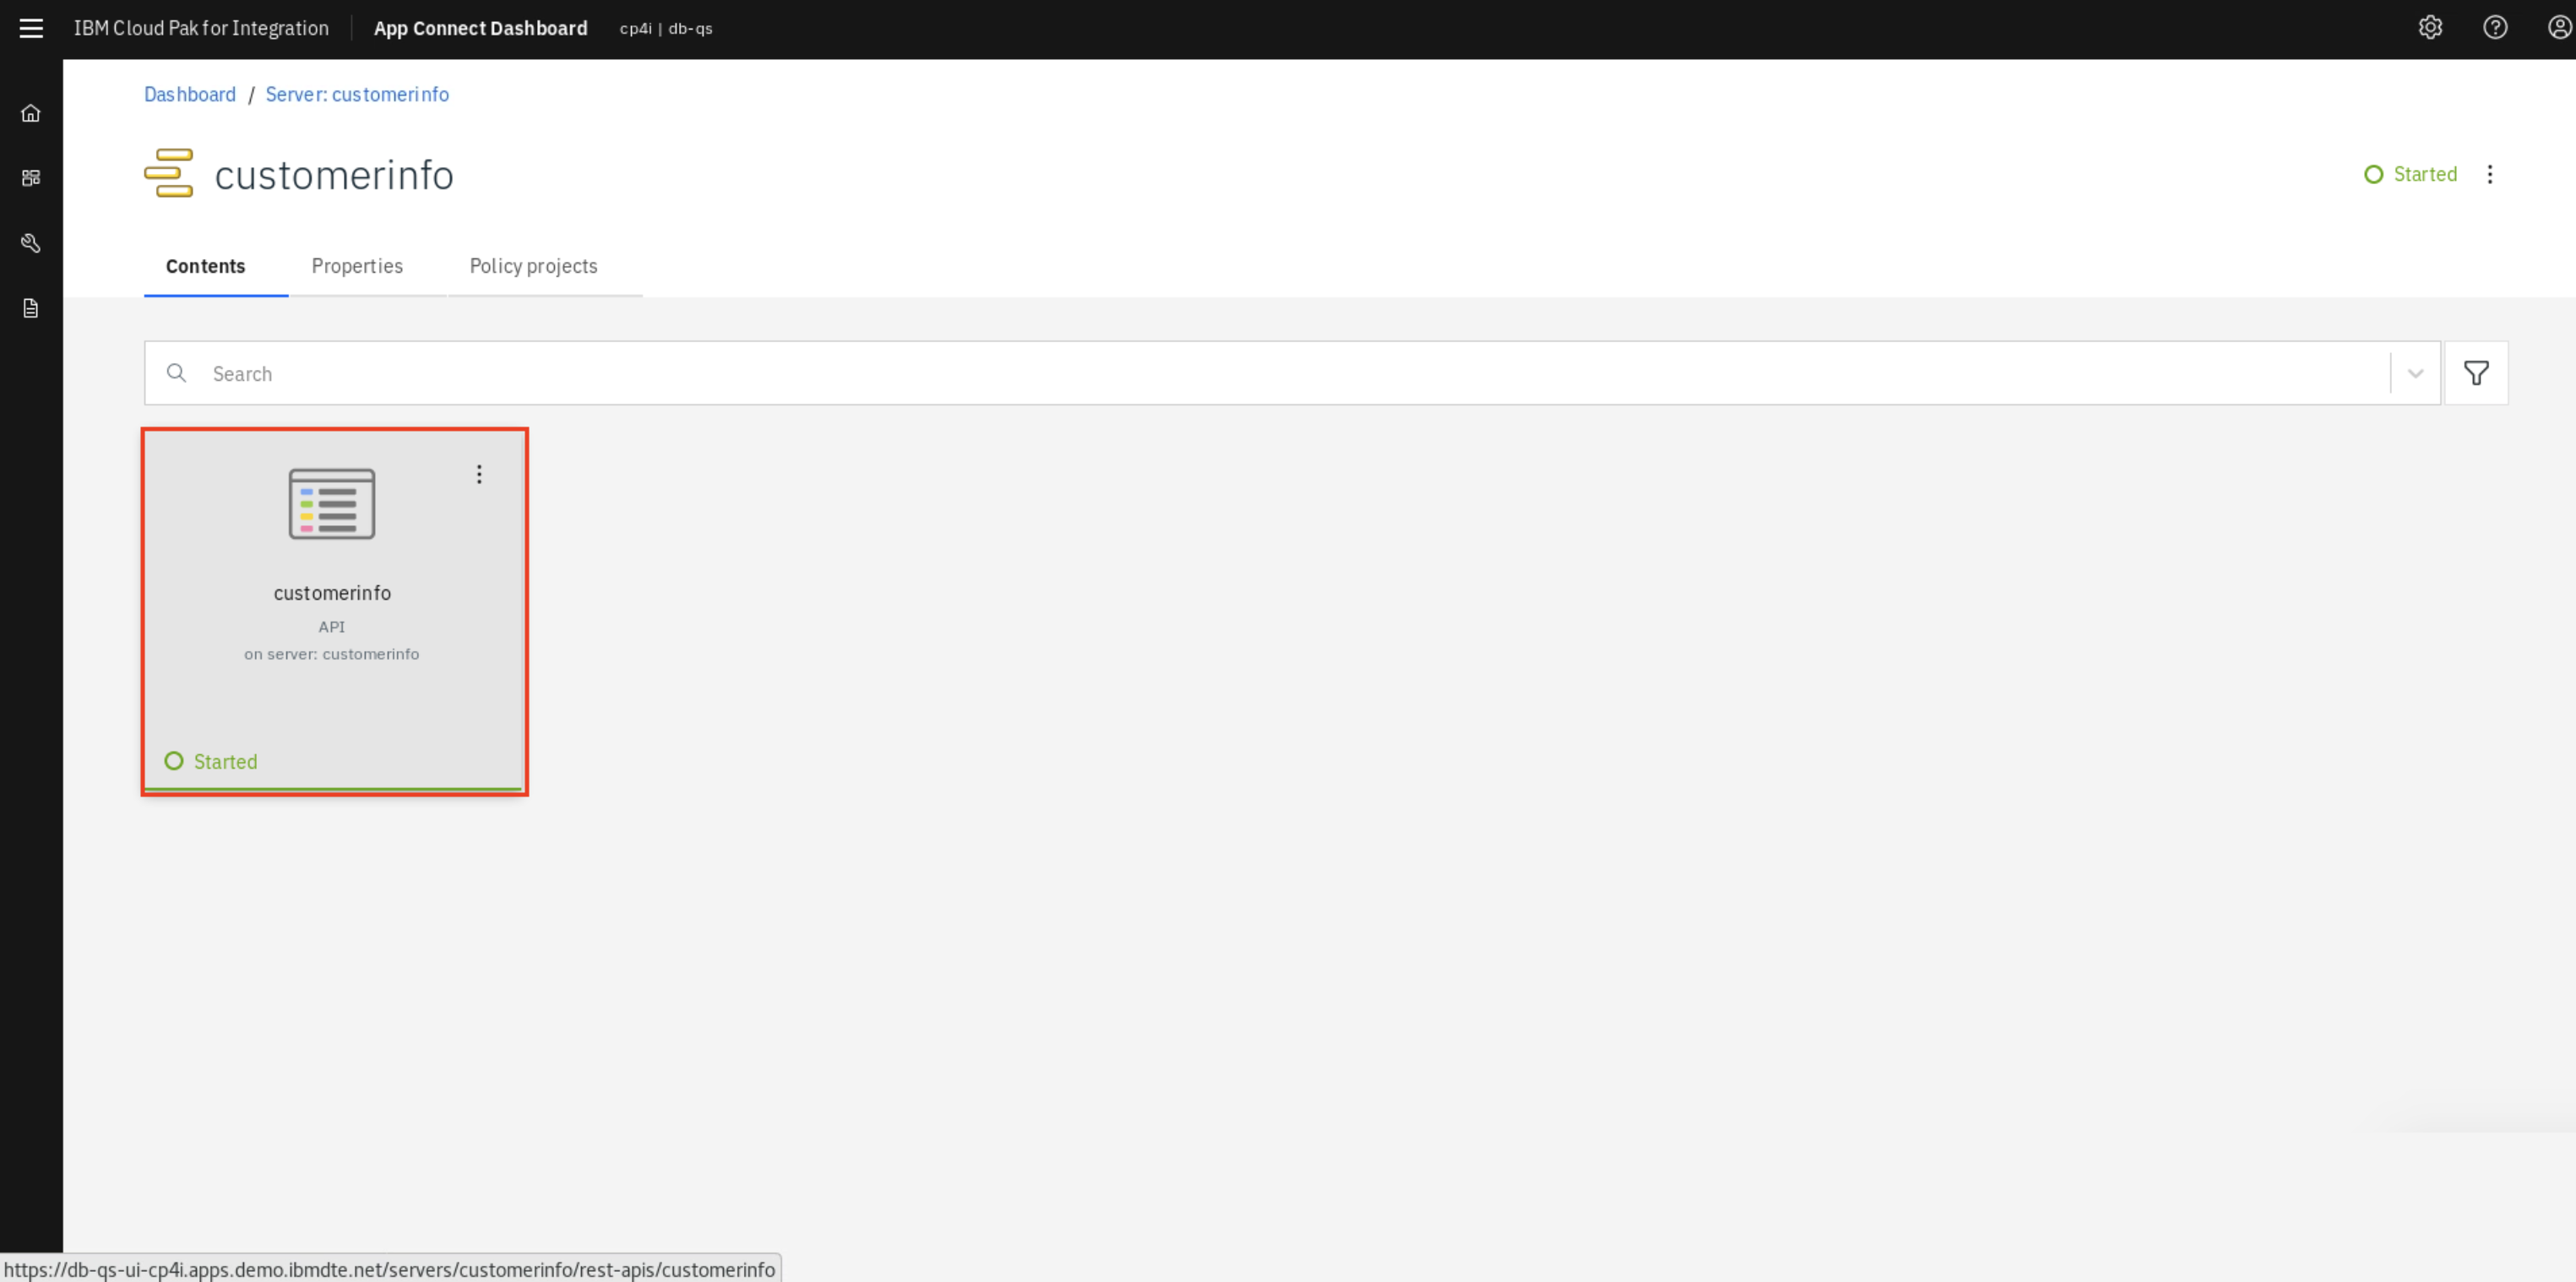 IBM Cloud Pak for Integration App Connect Dashboard cp4i | db-qs
Dashboard / Server: customerinfo
customerinfo
Started
Contents Properties Policy projects
Search
customerinfo
API
on server: customerinfo
Started
https://db-qs-ui-cp4i.apps.demo.ibmdte.net/servers/customerinfo/rest-apis/customerinfo